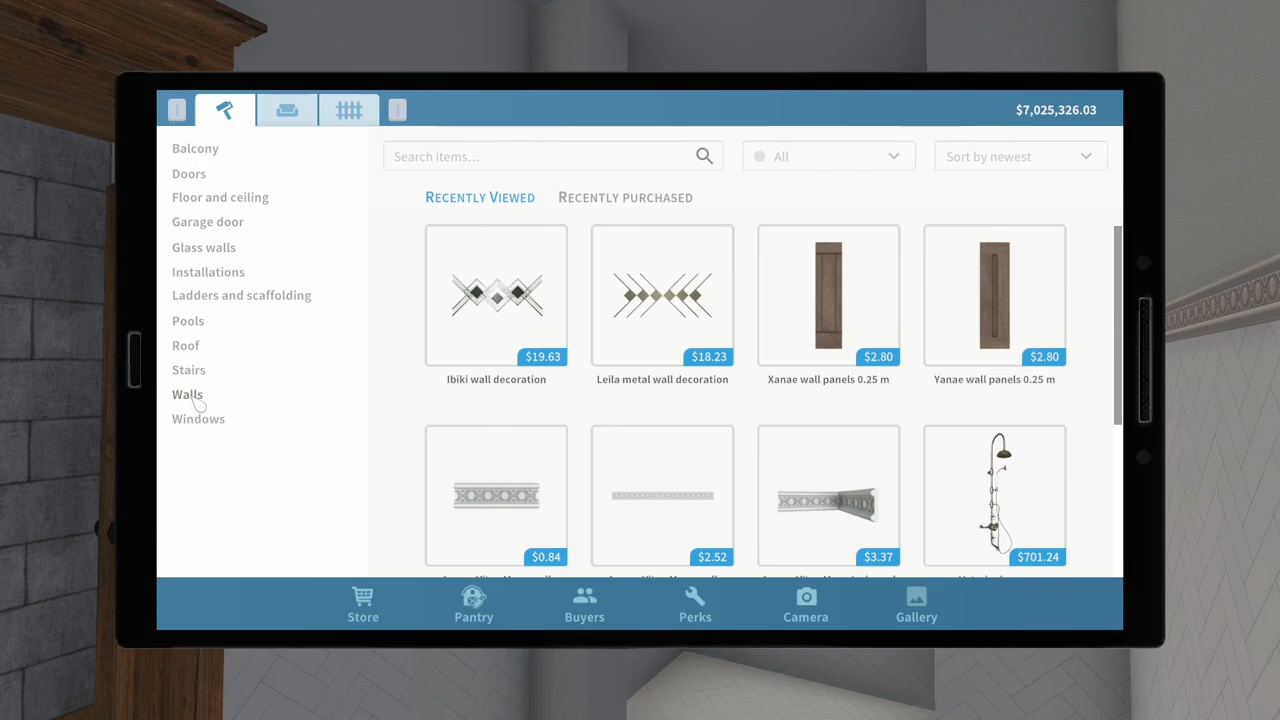 $7,025,326.03
Search items...
All
Sort by newest
Balcony
Doors
Floor and ceiling
Garage door
Glass walls
Installations
Ladders and scaffolding
Pools
Roof
Stairs
Walls
Windows
RECENTLY VIEWED
RECENTLY PURCHASED
$19.63
$18.23
$2.80
$2.80
Ibiki wall decoration
Leila metal wall decoration
Xanae wall panels 0.25 m
Yanae wall panels 0.25 m
$0.84
$2.52
$3.37
$701.24
Store
Pantry
Buyers
Perks
Camera
Gallery